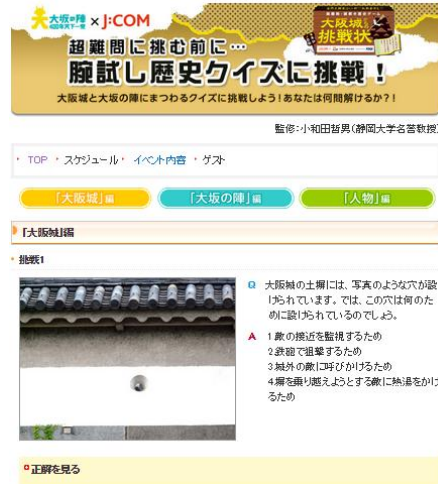 大坂の陣 × J:COM
大阪城
挑戦状
超難問に挑む前に…
腕試し歴史クイズに挑戦！
大阪城と大坂の陣にまつわるクイズに挑戦しよう！あなたは何問解けるか？！
監修：小和田哲男（静岡大学名誉教授）
・ TOP ・ スケジュール ・ イベント内容 ・ ゲスト
「大阪城」編 「大坂の陣」編 「人物」編
「大阪城」編
・ 挑戦1
Q 大阪城の土塀には、写真のような穴が設
けられています。では、この穴は何のた
めに設けられているのでしょう。
A 1.敵の接近を監視するため
2.鉄砲で狙撃するため
3.城外の敵に呼びかけるため
4.塀を乗り越えようとする敵に熱湯をかけ
るため
正解を見る